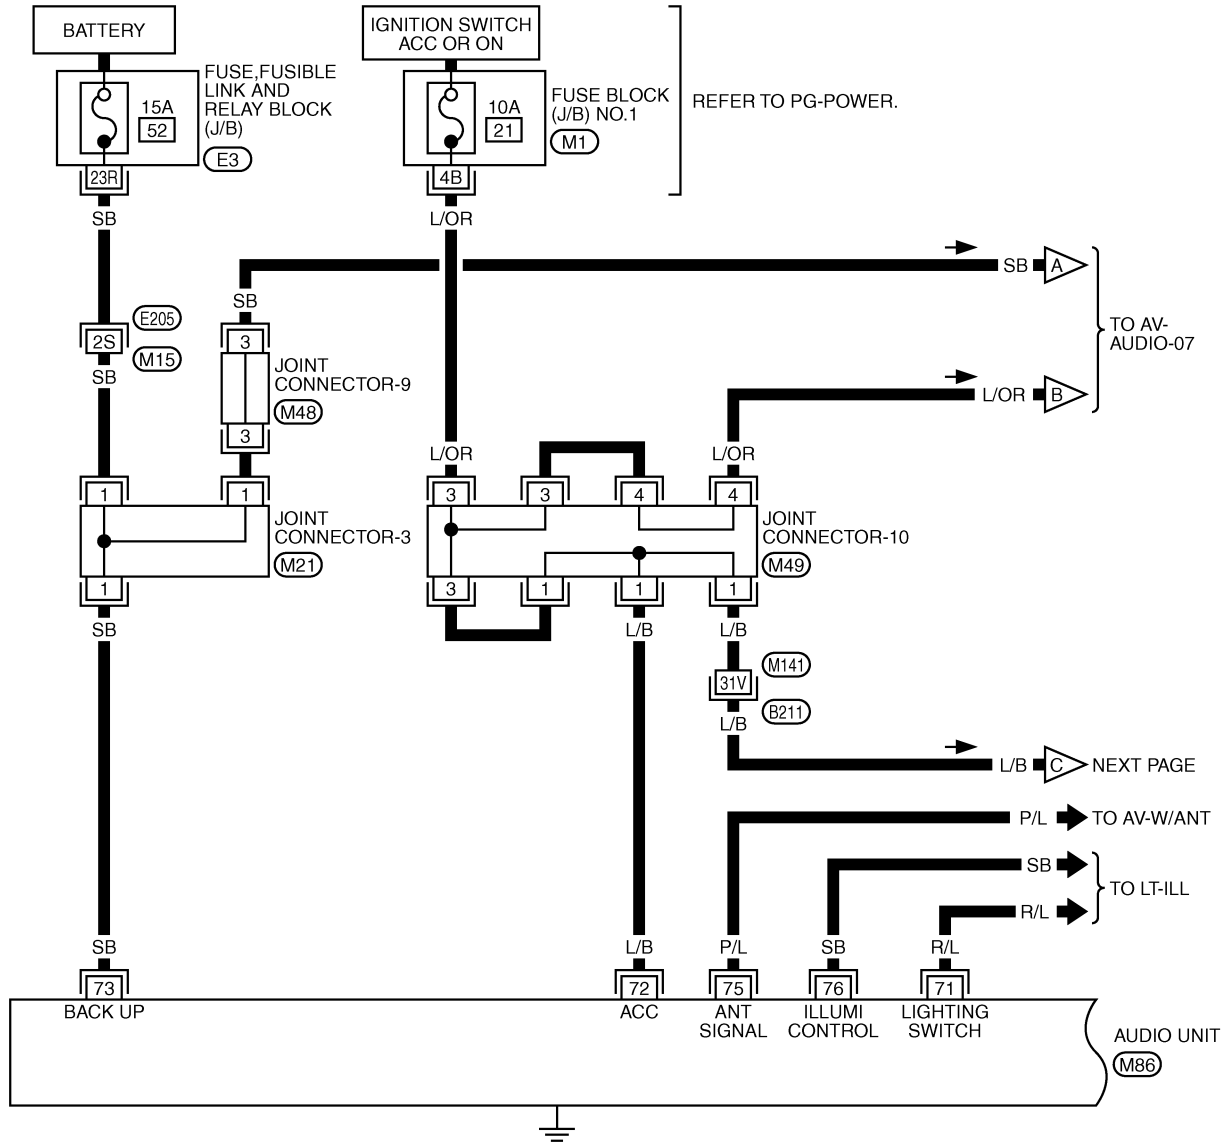 BATTERY
IGNITION SWITCH
ACC OR ON
FUSE,FUSIBLE
LINK AND
RELAY BLOCK
(J/B)
E3
15A
52
10A
21
FUSE BLOCK
(J/B) NO.1
M1
REFER TO PG-POWER.
23R
4B
SB
L/OR
SB
A
SB
E205
2S
M15
3
TO AV-
AUDIO-07
SB
JOINT
CONNECTOR-9
M48
L/OR
B
3
L/OR
L/OR
1
1
3
3
4
4
JOINT
CONNECTOR-3
M21
JOINT
CONNECTOR-10
M49
1
3
1
1
1
SB
L/B
L/B
M141
31V
B211
L/B
L/B
C
NEXT PAGE
P/L
TO AV-W/ANT
SB
TO LT-ILL
R/L
SB
L/B
P/L
SB
R/L
73
72
75
76
71
BACK UP
ACC
ANT
SIGNAL
ILLUMI
CONTROL
LIGHTING
SWITCH
AUDIO UNIT
M86